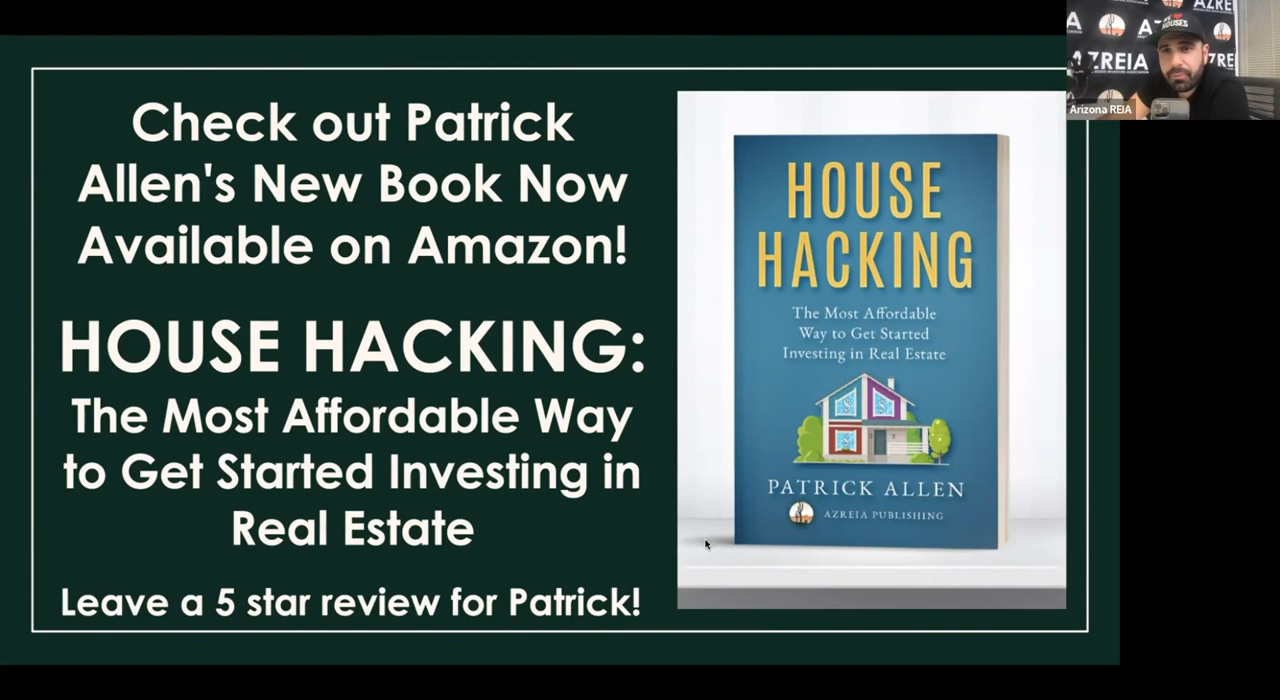 Check out Patrick
Allen's New Book Now
Available on Amazon!
HOUSE HACKING:
The Most Affordable Way
to Get Started Investing in
Real Estate
Leave a 5 star review for Patrick!
HOUSE
HACKING
The Most Affordable
Way to Get Started
Investing in Real Estate
PATRICK ALLEN
AZREIA PUBLISHING
AZREIA
HOUSES
AZREIA
Arizona REIA